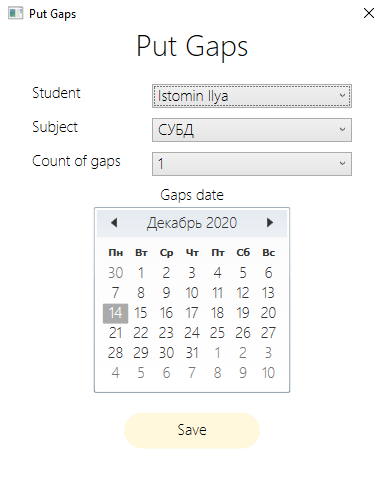 Put Gaps
Put Gaps
Student Istomin Ilya
Subject СУБД
Count of gaps 1
Gaps date
Декабрь 2020
Пн Вт Ср Чт Пт Сб Вс
30 1 2 3 4 5 6
7 8 9 10 11 12 13
14 15 16 17 18 19 20
21 22 23 24 25 26 27
28 29 30 31 1 2 3
4 5 6 7 8 9 10
Save